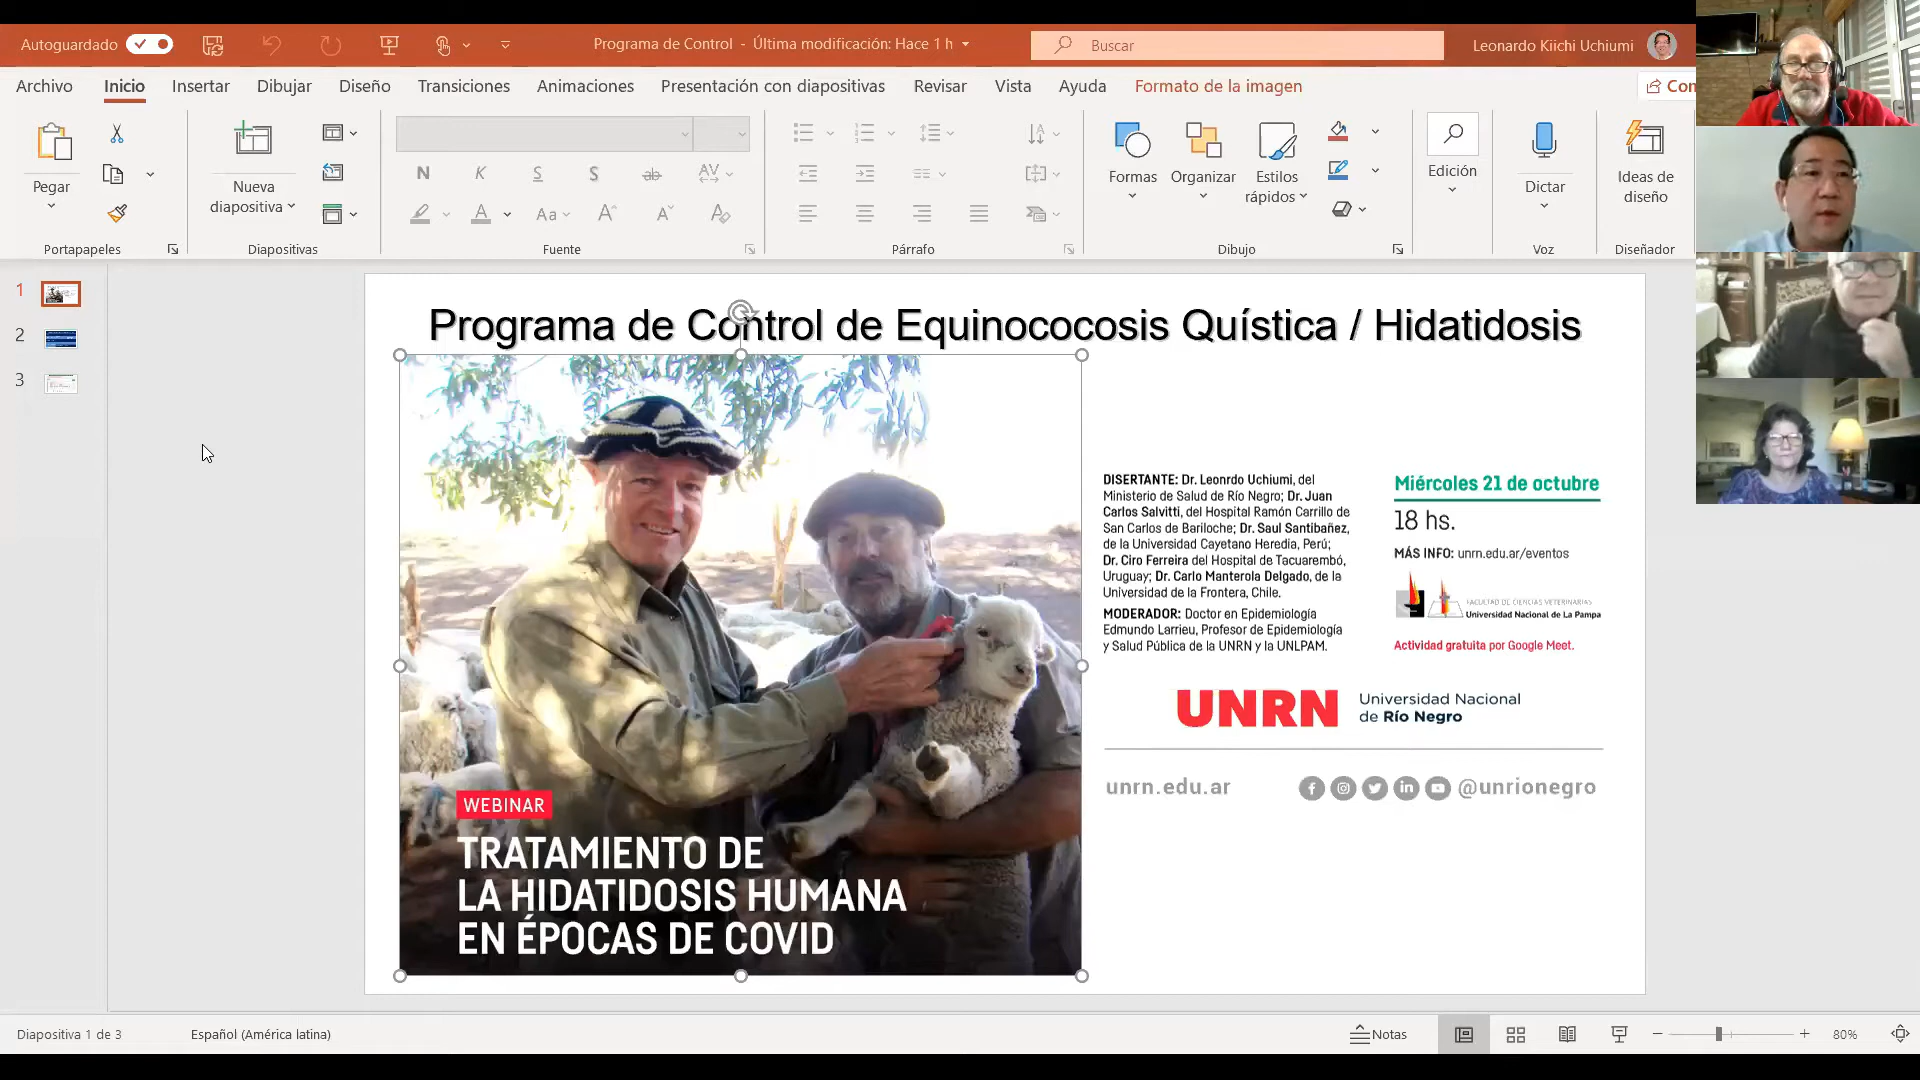 Autoguardado
Programa de Control - Última modificación: Hace 1 h
Buscar
Leonardo Kiichi Uchiumi
Archivo Inicio Insertar Dibujar Diseño Transiciones Animaciones Presentación con diapositivas Revisar Vista Ayuda Formato de la imagen Com
Pegar
Nueva
diapositiva
N K S S ab AV
A Aa A A A
Formas
Organizar
Estilos
rápidos
Edición
Dictar
Ideas de
diseño
Portapapeles Diapositivas Fuente Párrafo Dibujo Voz Diseñador
1
2
3
Programa de Control de Equinococosis Quística / Hidatidosis
WEBINAR
TRATAMIENTO DE
LA HIDATIDOSIS HUMANA
EN ÉPOCAS DE COVID
DISERTANTE: Dr. Leonrdo Uchiumi, del
Ministerio de Salud de Río Negro; Dr. Juan
Carlos Salvitti, del Hospital Ramón Carrillo de
San Carlos de Bariloche; Dr. Saul Santibañez,
de la Universidad Cayetano Heredia, Perú;
Dr. Ciro Ferreira del Hospital de Tacuarembó,
Uruguay; Dr. Carlo Manterola Delgado, de la
Universidad de la Frontera, Chile.
MODERADOR: Doctor en Epidemiología
Edmundo Larrieu, Profesor de Epidemiología
y Salud Pública de la UNRN y la UNLPAM.
Miércoles 21 de octubre
18 hs.
MÁS INFO: unrn.edu.ar/eventos
FACULTAD DE CIENCIAS VETERINARIAS
Universidad Nacional de La Pampa
Actividad gratuita por Google Meet.
UNRN
Universidad Nacional
de Río Negro
unrn.edu.ar
@unrionegro
Diapositiva 1 de 3
Español (América latina)
Notas
80%